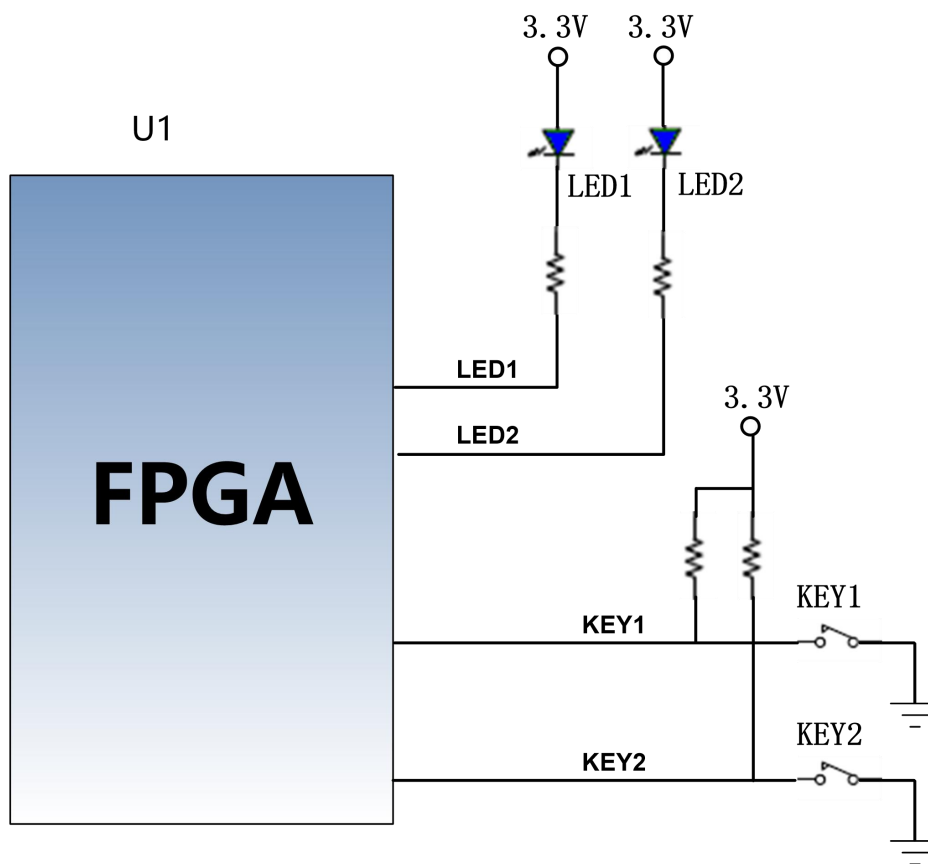 3.3V 3.3V
U1
LED1 LED2
LED1
3.3V
LED2
FPGA
KEY1
KEY1
KEY2
KEY2